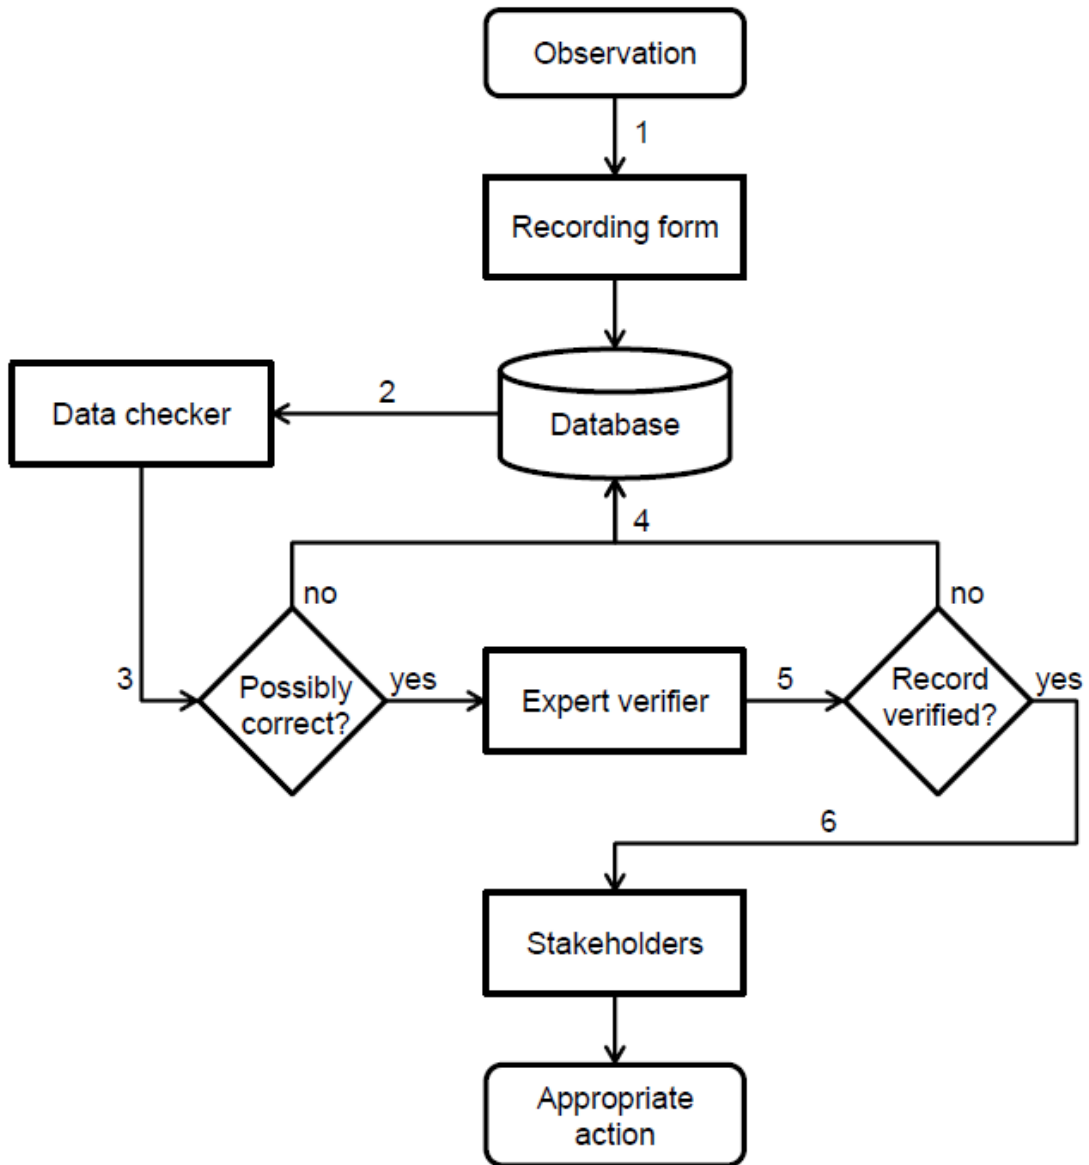 Observation
1
Recording form
2
Data checker
Database
4
no
no
3
Possibly
correct?
yes
Expert verifier
5
Record
verified?
yes
6
Stakeholders
Appropriate
action